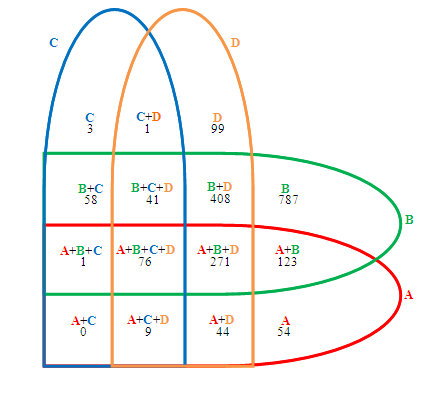 C
D
C C+D D
3 1 99
B+C B+C+D B+D B
58 41 408 787
B
A+B+C A+B+C+D A+B+D A+B
1 76 271 123
A
A+C A+C+D A+D A
0 9 44 54